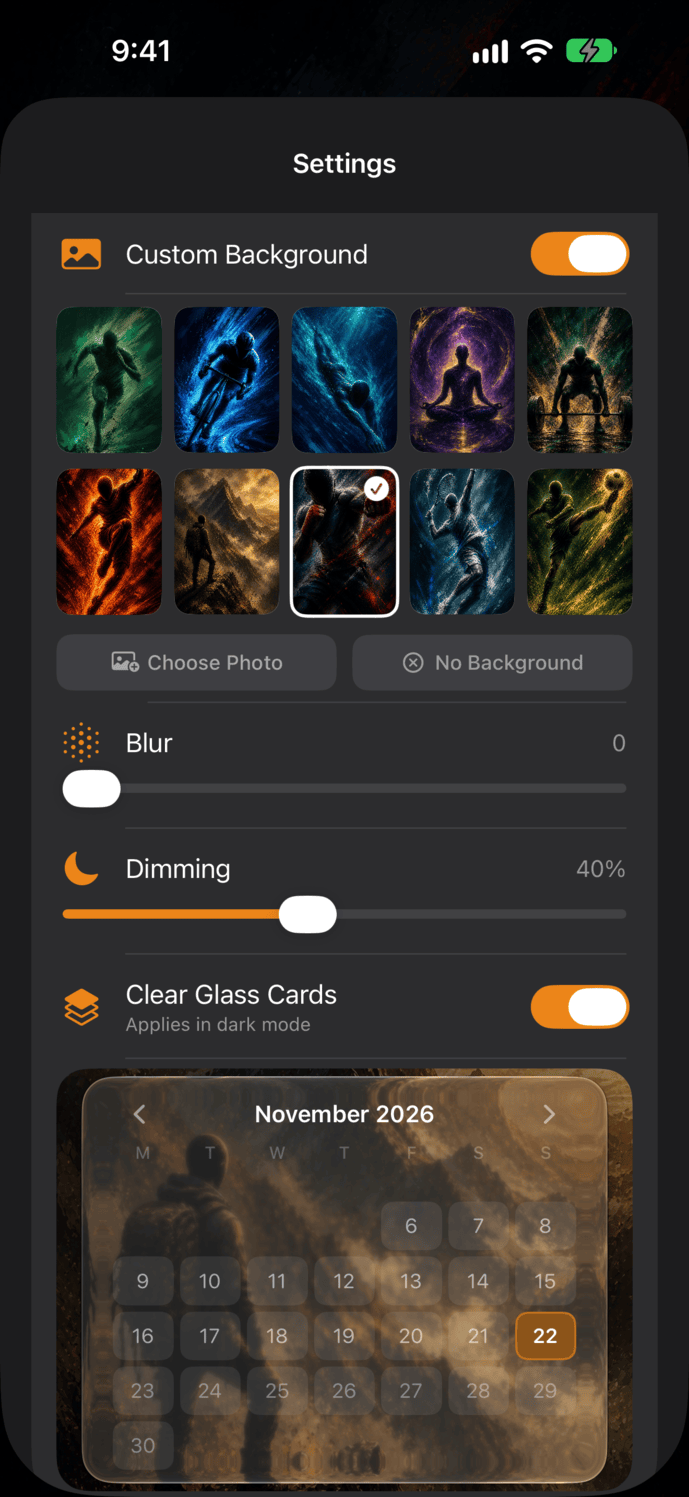 9:41
Settings
Custom Background
Choose Photo
No Background
Blur
0
Dimming
40%
Clear Glass Cards
Applies in dark mode
November 2026
M T W T F S S
6 7 8
9 10 11 12 13 14 15
16 17 18 19 20 21 22
23 24 25 26 27 28 29
30